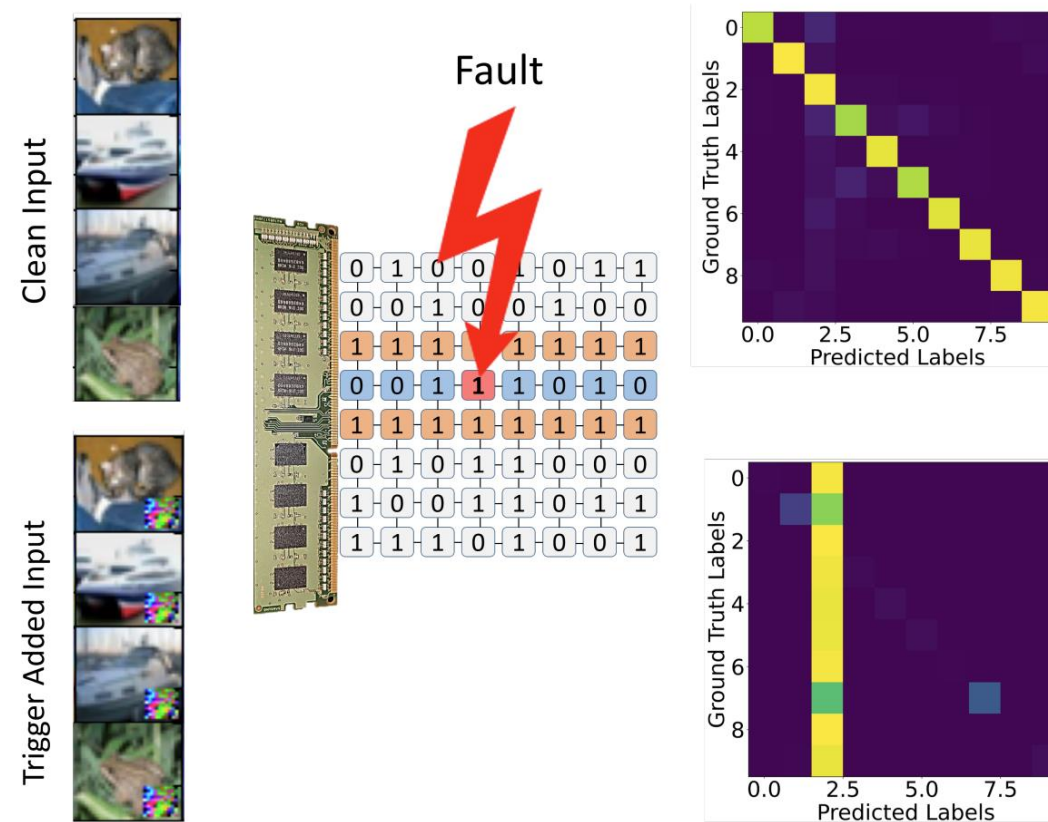 Clean Input
Trigger Added Input
Fault
0 1 0 0 1 0 1 1
0 0 1 0 0 1 0 0
1 1 1 1 1 1 1 1
0 0 1 1 1 0 1 0
1 1 1 1 1 1 1 1
0 1 0 1 1 0 0 0
1 0 0 1 1 0 1 1
1 1 1 0 1 0 0 1
Ground Truth Labels
0
2
4
6
8
0.0 2.5 5.0 7.5
Predicted Labels
Ground Truth Labels
0
2
4
6
8
0.0 2.5 5.0 7.5
Predicted Labels